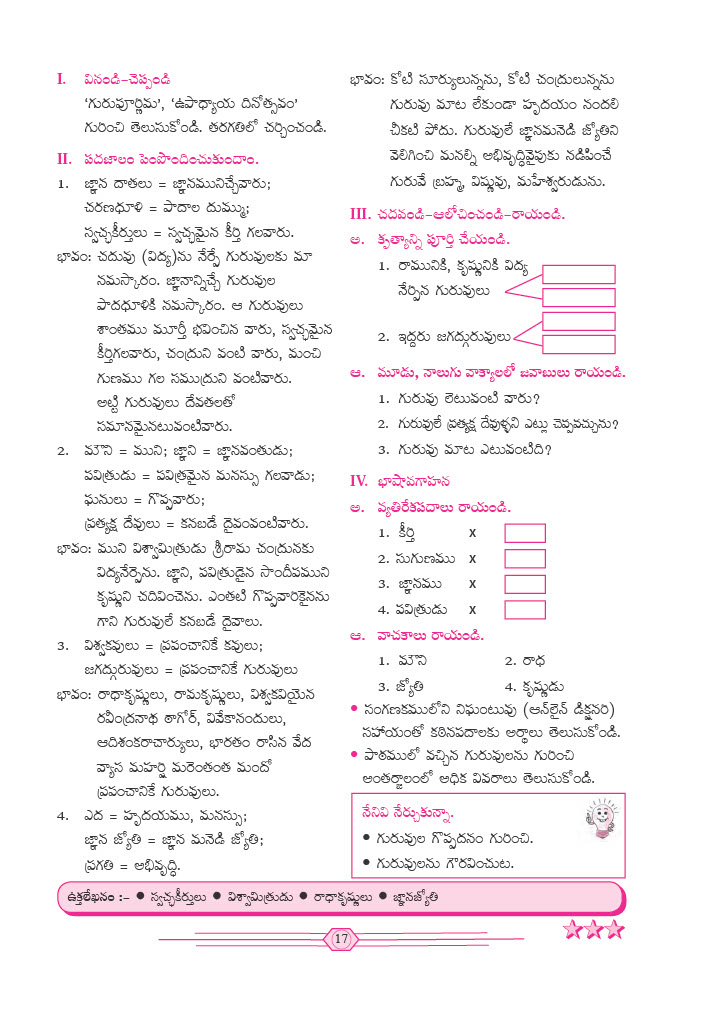 I. వినండి-చెప్పండి
‘గురుపూర్ణిమ’, ‘ఉపాధ్యాయ దినోత్సవం’
గురించి తెలుసుకోండి. తరగతిలో చర్చించండి.
II. పదజాలం పెంపొందించుకుందాం.
1. జ్ఞాన దాతలు = జ్ఞానమునిచ్చేవారు;
చరణధూళి = పాదాల దుమ్ము;
స్వచ్ఛకీర్తులు = స్వచ్ఛమైన కీర్తి గలవారు.
భావం: చదువు (విద్య)ను నేర్పే గురువులకు మా
నమస్కారం. జ్ఞానాన్నిచ్చే గురువుల
పాదధూళికి నమస్కారం. ఆ గురువులు
శాంతము మూర్తీ భవించిన వారు, స్వచ్ఛమైన
కీర్తిగలవారు, చంద్రుని వంటి వారు, మంచి
గుణము గల సముద్రుని వంటివారు.
అట్టి గురువులు దేవతలతో
సమానమైనటువంటివారు.
2. మౌని = ముని; జ్ఞాని = జ్ఞానవంతుడు;
పవిత్రుడు = పవిత్రమైన మనస్సు గలవాడు;
ఘనులు = గొప్పవారు;
ప్రత్యక్ష దేవులు = కనబడే దైవంవంటివారు.
భావం: ముని విశ్వామిత్రుడు శ్రీరామ చంద్రునకు
విద్యనేర్పెను. జ్ఞాని, పవిత్రుడైన సాందీపముని
కృష్ణుని చదివించెను. ఎంతటి గొప్పవారికైనను
గాని గురువులే కనబడే దైవాలు.
3. విశ్వకవులు = ప్రపంచానికే కవులు;
జగద్గురువులు = ప్రపంచానికే గురువులు
భావం: రాధాకృష్ణులు, రామకృష్ణులు, విశ్వకవియైన
రవీంద్రనాథ ఠాగోర్, వివేకానందులు,
ఆదిశంకరాచార్యులు, భారతం రాసిన వేద
వ్యాస మహర్షి మరెంతంత మందో
ప్రపంచానికే గురువులు.
4. ఎద = హృదయము, మనస్సు;
జ్ఞాన జ్యోతి = జ్ఞాన మనెడి జ్యోతి;
ప్రగతి = అభివృద్ధి.
భావం: కోటి సూర్యులున్నను, కోటి చంద్రులున్నను
గురువు మాట లేకుండా హృదయం నందలి
చీకటి పోదు. గురువులే జ్ఞానమనెడి జ్యోతిని
వెలిగించి మనల్ని అభివృద్ధివైపుకు నడిపించే
గురువే బ్రహ్మ, విష్ణువు, మహేశ్వరుడును.
III. చదవండి-ఆలోచించండి-రాయండి.
అ. కృత్యాన్ని పూర్తి చేయండి.
1. రామునికి, కృష్ణునికి విద్య
నేర్పిన గురువులు
2. ఇద్దరు జగద్గురువులు
ఆ. మూడు, నాలుగు వాక్యాలలో జవాబులు రాయండి.
1. గురువు లెటువంటి వారు?
2. గురువులే ప్రత్యక్ష దేవుళ్ళని ఎట్లు చెప్పవచ్చును?
3. గురువు మాట ఎటువంటిది?
IV. భాషావగాహన
అ. వ్యతిరేకపదాలు రాయండి.
1. కీర్తి x
2. సుగుణము x
3. జ్ఞానము x
4. పవిత్రుడు x
ఆ. వాచకాలు రాయండి.
1. మౌని 2. రాధ
3. జ్యోతి 4. కృష్ణుడు
• సంగణకములోని నిఘంటువు (ఆన్‌లైన్ డిక్షనరి)
సహాయంతో కఠినపదాలకు అర్థాలు తెలుసుకోండి.
• పాఠములో వచ్చిన గురువులను గురించి
అంతర్జాలంలో అధిక వివరాలు తెలుసుకోండి.
నేనివి నేర్చుకున్నా.
• గురువుల గొప్పదనం గురించి.
• గురువులను గౌరవించుట.
ఉక్తలేఖనం :- • స్వచ్ఛకీర్తులు • విశ్వామిత్రుడు • రాధాకృష్ణులు • జ్ఞానజ్యోతి
17